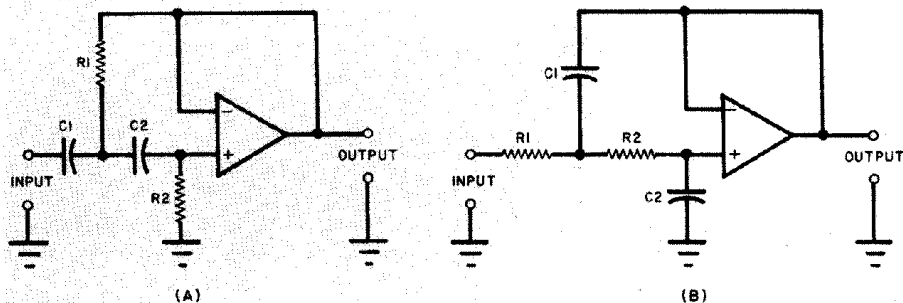 R1
C1
C2
−
+
INPUT
R2
OUTPUT
(A)
C1
R1
R2
−
+
INPUT
C2
OUTPUT
(B)